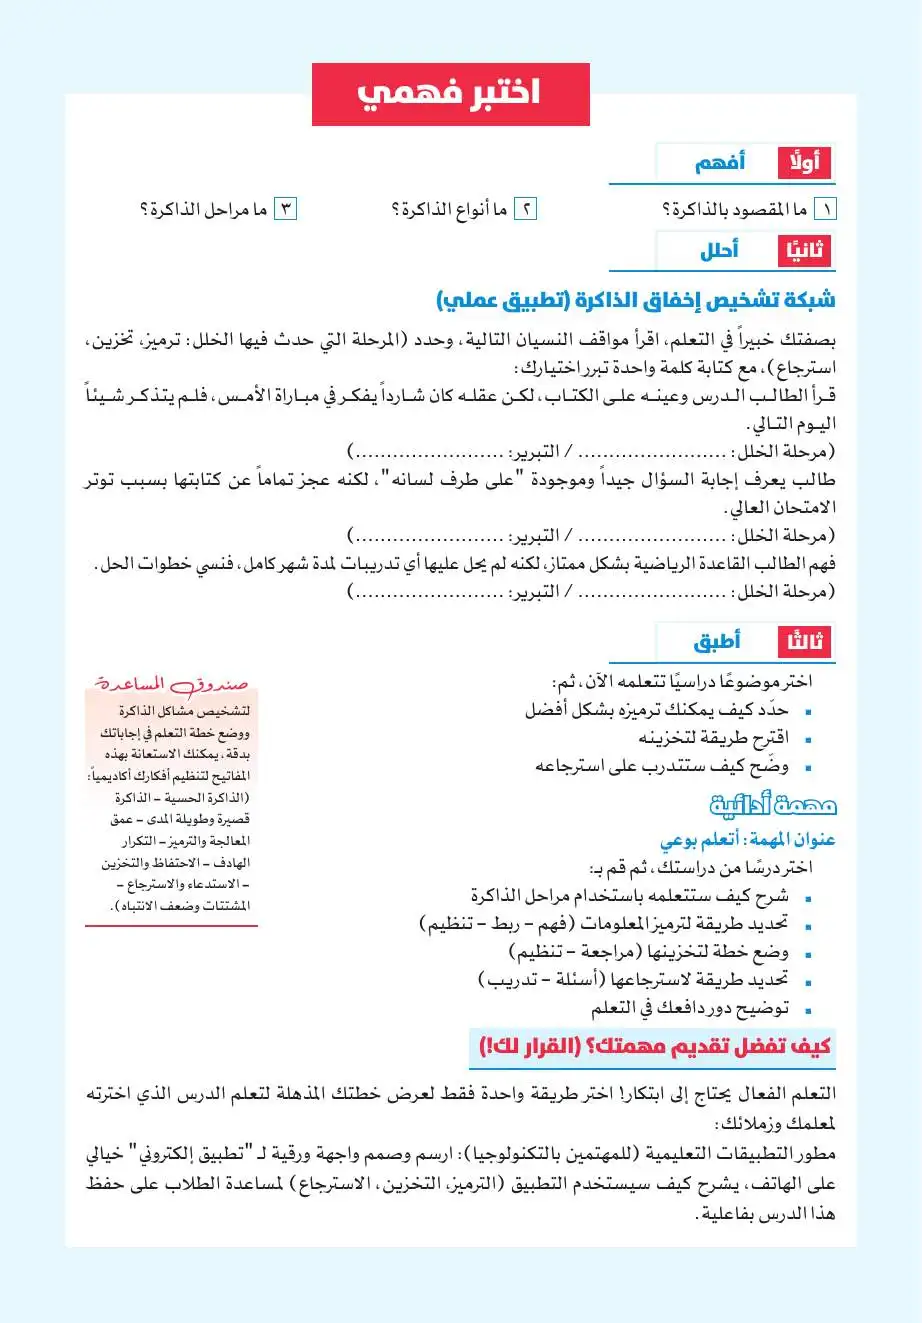 اختبر فهمي
أولًا أفهم
١ ما المقصود بالذاكرة؟ ٢ ما أنواع الذاكرة؟ ٣ ما مراحل الذاكرة؟
ثانيًا أحلل
شبكة تشخيص إخفاق الذاكرة (تطبيق عملي)
بصفتك خبيراً في التعلم، اقرأ مواقف النسيان التالية، وحدد (المرحلة التي حدث فيها الخلل: ترميز، تخزين،
استرجاع)، مع كتابة كلمة واحدة تبرر اختيارك:
قرأ الطالب الدرس وعينه على الكتاب، لكن عقله كان شارداً يفكر في مباراة الأمس، فلم يتذكر شيئاً
اليوم التالي.
(مرحلة الخلل: ......................... / التبرير: .........................)
طالب يعرف إجابة السؤال جيداً وموجودة "على طرف لسانه"، لكنه عجز تماماً عن كتابتها بسبب توتر
الامتحان العالي.
(مرحلة الخلل: ......................... / التبرير: .........................)
فهم الطالب القاعدة الرياضية بشكل ممتاز، لكنه لم يحل عليها أي تدريبات لمدة شهر كامل، فنسي خطوات الحل.
(مرحلة الخلل: ......................... / التبرير: .........................)
ثالثًا أطبق
اختر موضوعًا دراسيًا تتعلمه الآن، ثم:
▪ حدّد كيف يمكنك ترميزه بشكل أفضل
▪ اقترح طريقة لتخزينه
▪ وضّح كيف ستتدرب على استرجاعه
صندوق المساعدة
لتشخيص مشاكل الذاكرة
ووضع خطة التعلم في إجاباتك
بدقة، يمكنك الاستعانة بهذه
المفاتيح لتنظيم أفكارك أكاديمياً:
(الذاكرة الحسية – الذاكرة
قصيرة وطويلة المدى – عمق
المعالجة والترميز – التكرار
الهادف – الاحتفاظ والتخزين
– الاستدعاء والاسترجاع –
المشتتات وضعف الانتباه).
مهمة أدائية
عنوان المهمة: أتعلم بوعي
اختر درسًا من دراستك، ثم قم بـ:
▪ شرح كيف ستتعلمه باستخدام مراحل الذاكرة
▪ تحديد طريقة لترميز المعلومات (فهم – ربط – تنظيم)
▪ وضع خطة لتخزينها (مراجعة – تنظيم)
▪ تحديد طريقة لاسترجاعها (أسئلة – تدريب)
▪ توضيح دور دافعك في التعلم
كيف تفضل تقديم مهمتك؟ (القرار لك!)
التعلم الفعال يحتاج إلى ابتكار! اختر طريقة واحدة فقط لعرض خطتك المذهلة لتعلم الدرس الذي اخترته
لمعلمك وزملائك:
مطور التطبيقات التعليمية (للمهتمين بالتكنولوجيا): ارسم وصمم واجهة ورقية لـ "تطبيق إلكتروني" خيالي
على الهاتف، يشرح كيف سيستخدم التطبيق (الترميز، التخزين، الاسترجاع) لمساعدة الطلاب على حفظ
هذا الدرس بفاعلية.